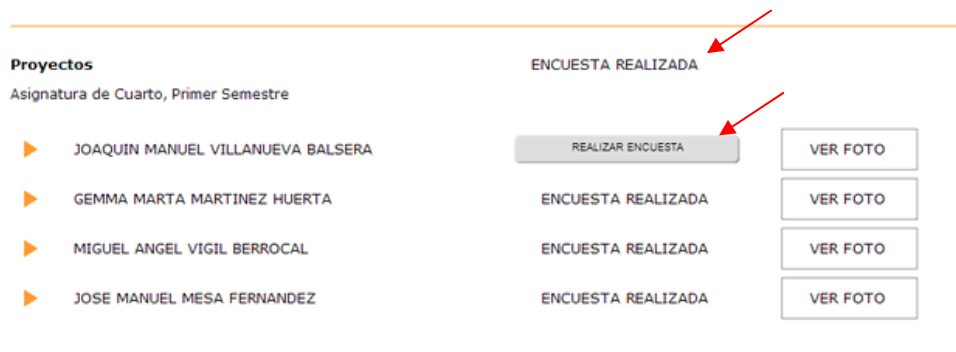 Proyectos ENCUESTA REALIZADA
Asignatura de Cuarto, Primer Semestre
JOAQUIN MANUEL VILLANUEVA BALSERA REALIZAR ENCUESTA VER FOTO
GEMMA MARTA MARTINEZ HUERTA ENCUESTA REALIZADA VER FOTO
MIGUEL ANGEL VIGIL BERROCAL ENCUESTA REALIZADA VER FOTO
JOSE MANUEL MESA FERNANDEZ ENCUESTA REALIZADA VER FOTO